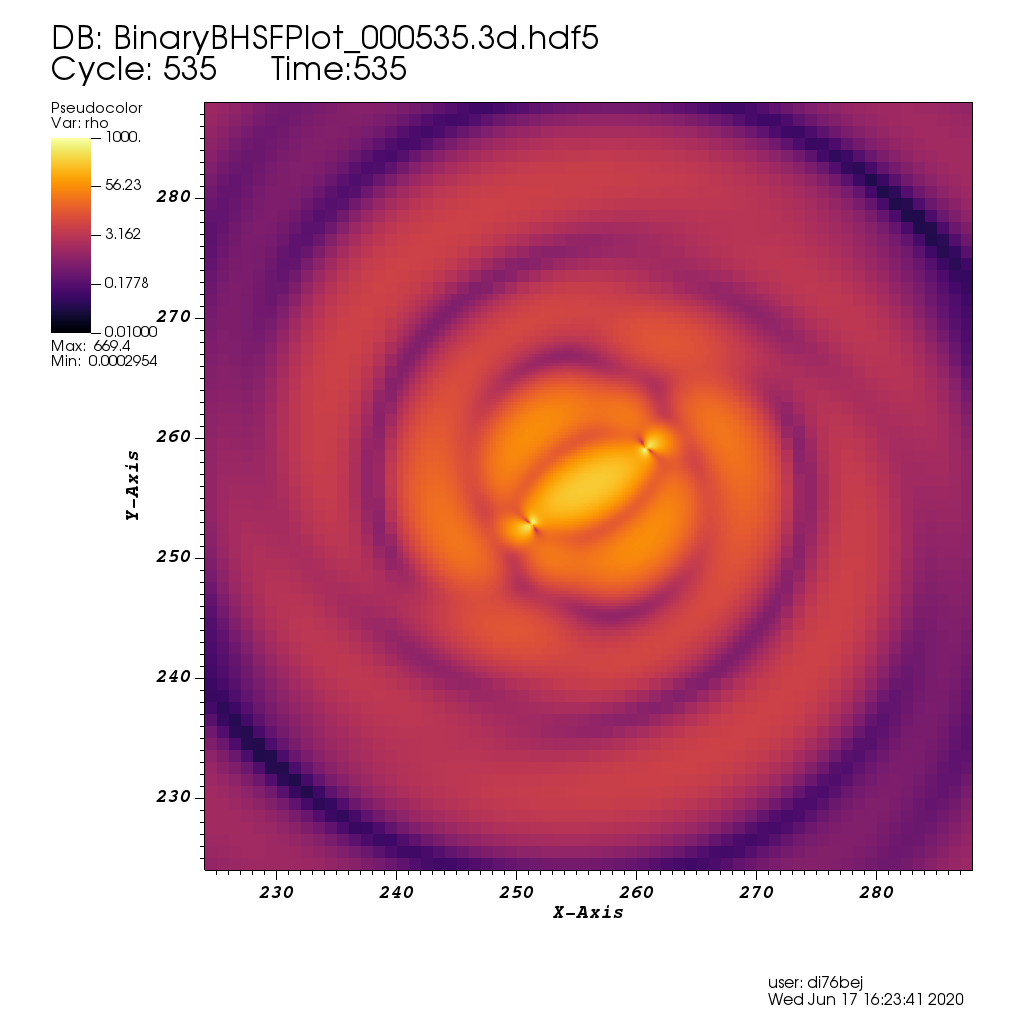 DB: BinaryBHSFPlot_000535.3d.hdf5
Cycle: 535 Time:535
Pseudocolor
Var: rho
1000.
56.23
3.162
0.1778
0.01000
Max: 669.4
Min: 0.0002954
280
270
260
250
240
230
Y-Axis
230 240 250 260 270 280
X-Axis
user: di76bej
Wed Jun 17 16:23:41 2020